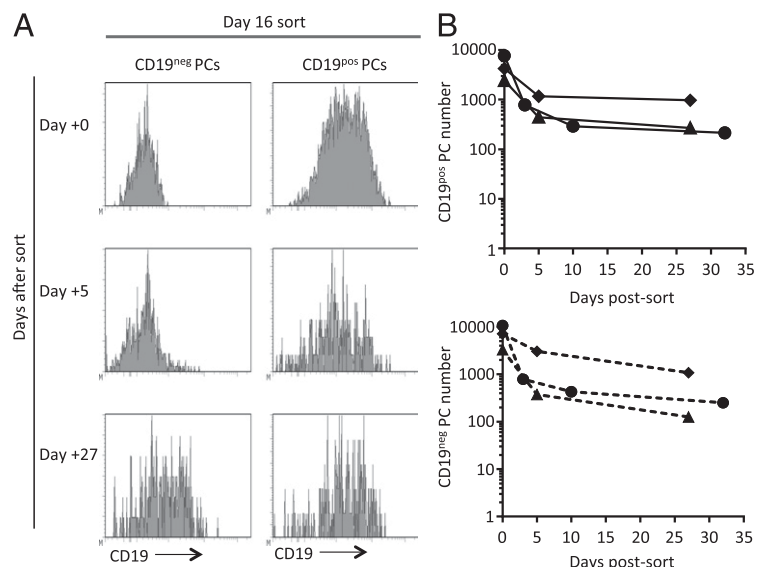 A
Day 16 sort
CD19neg PCs
CD19pos PCs
Days after sort
Day +0
Day +5
Day +27
CD19
CD19
B
CD19pos PC number
10000
1000
100
10
1
0 5 10 15 20 25 30 35
Days post-sort
CD19neg PC number
10000
1000
100
10
1
0 5 10 15 20 25 30 35
Days post-sort